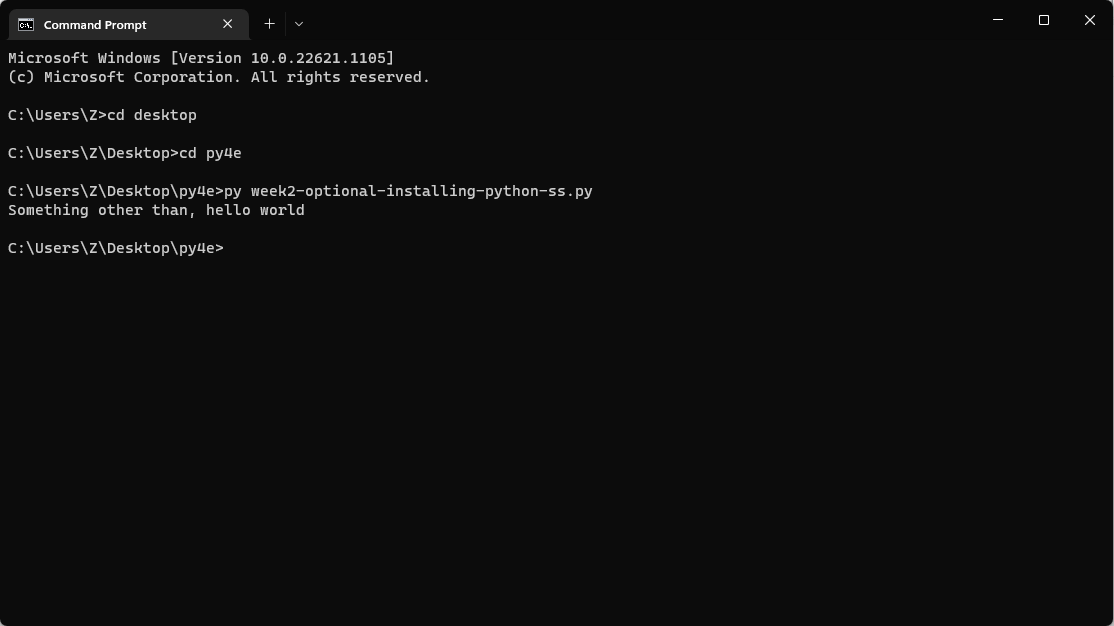 Command Prompt
Microsoft Windows [Version 10.0.22621.1105]
(c) Microsoft Corporation. All rights reserved.
C:\Users\Z>cd desktop
C:\Users\Z\Desktop>cd py4e
C:\Users\Z\Desktop\py4e>py week2-optional-installing-python-ss.py
Something other than, hello world
C:\Users\Z\Desktop\py4e>